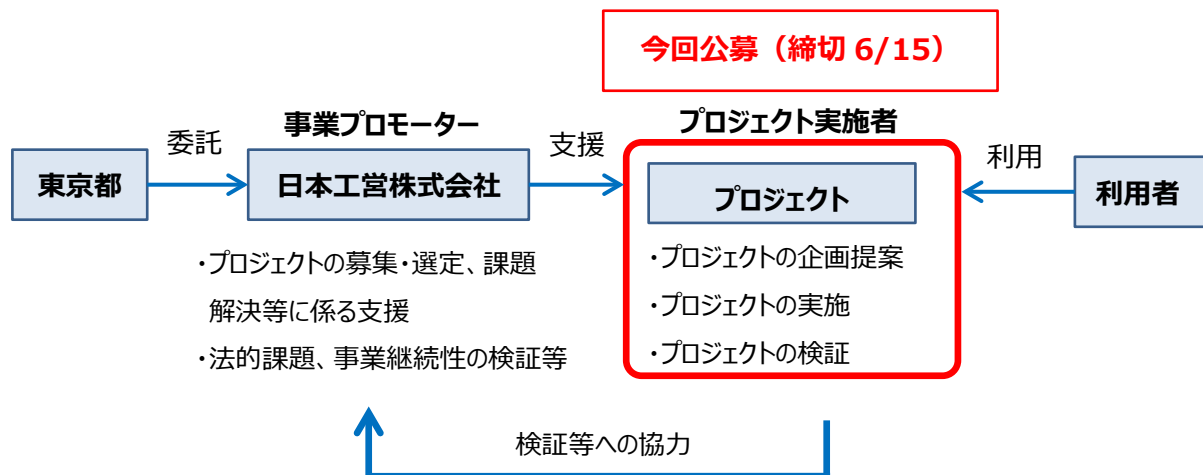 今回公募（締切 6/15）
事業プロモーター
プロジェクト実施者
委託
支援
利用
東京都
日本工営株式会社
プロジェクト
利用者
・プロジェクトの募集・選定、課題
解決等に係る支援
・法的課題、事業継続性の検証等
・プロジェクトの企画提案
・プロジェクトの実施
・プロジェクトの検証
検証等への協力